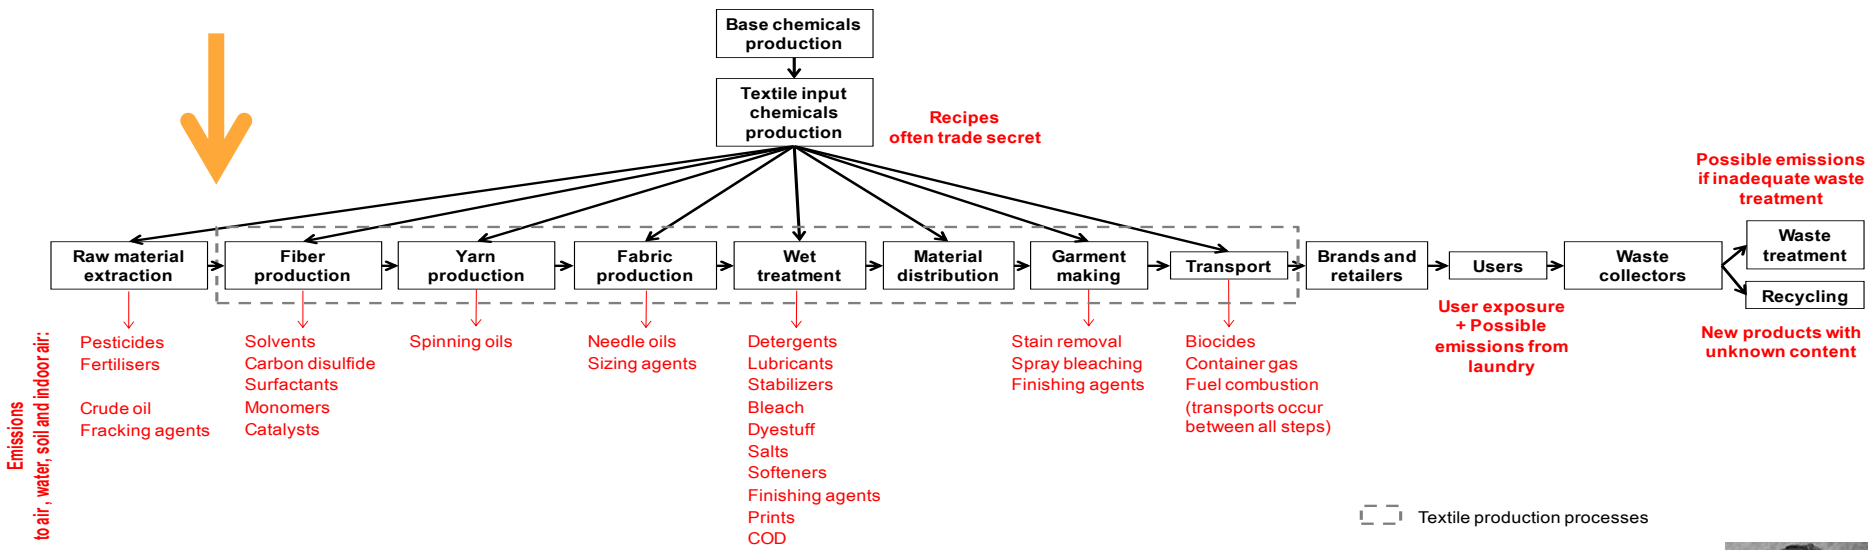 Base chemicals
production
Textile input
chemicals
production
Recipes
often trade secret
Possible emissions
if inadequate waste
treatment
Raw material
extraction
Fiber
production
Yarn
production
Fabric
production
Wet
treatment
Material
distribution
Garment
making
Transport
Brands and
retailers
Users
Waste
collectors
Waste
treatment
Recycling
Emissions
to air , water, soil and indoor air:
Pesticides
Fertilisers
Crude oil
Fracking agents
Solvents
Carbon disulfide
Surfactants
Monomers
Catalysts
Spinning oils
Needle oils
Sizing agents
Detergents
Lubricants
Stabilizers
Bleach
Dyestuff
Salts
Softeners
Finishing agents
Prints
COD
Stain removal
Spray bleaching
Finishing agents
Biocides
Container gas
Fuel combustion
(transports occur
between all steps)
User exposure
+ Possible
emissions from
laundry
New products with
unknown content
Textile production processes